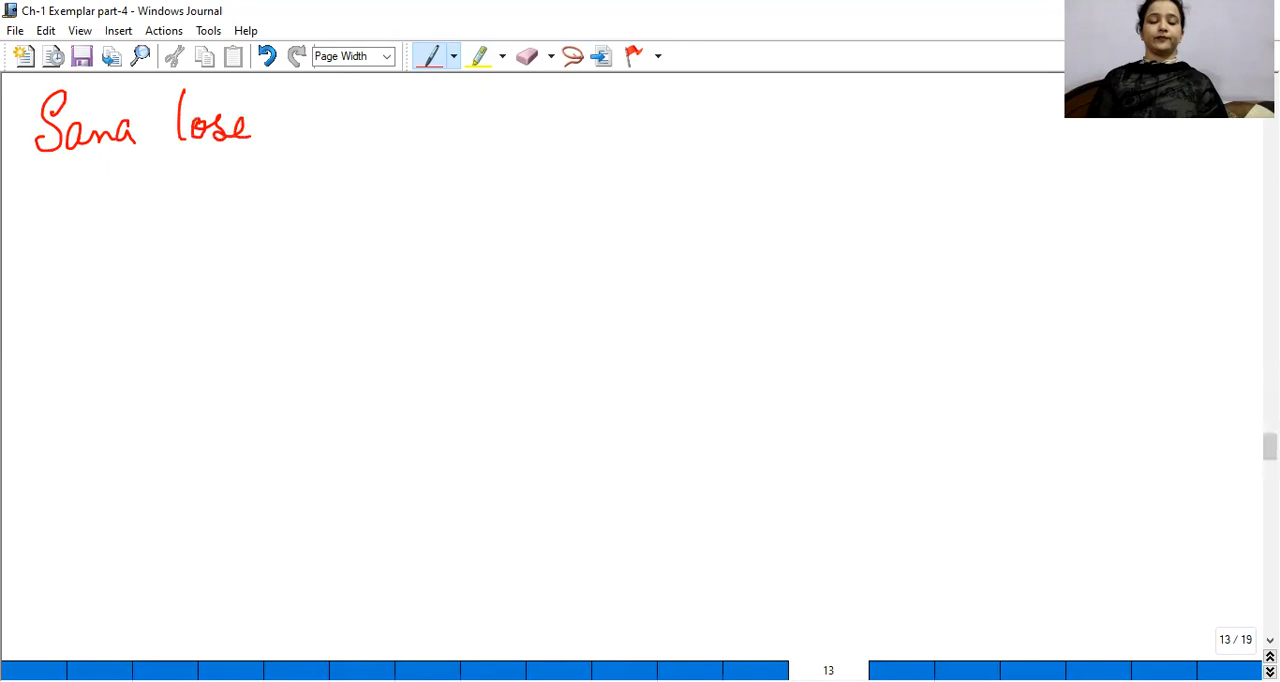 Ch-1 Exemplar part-4 - Windows Journal
File Edit View Insert Actions Tools Help
Page Width
Sana lose
13 / 19
13